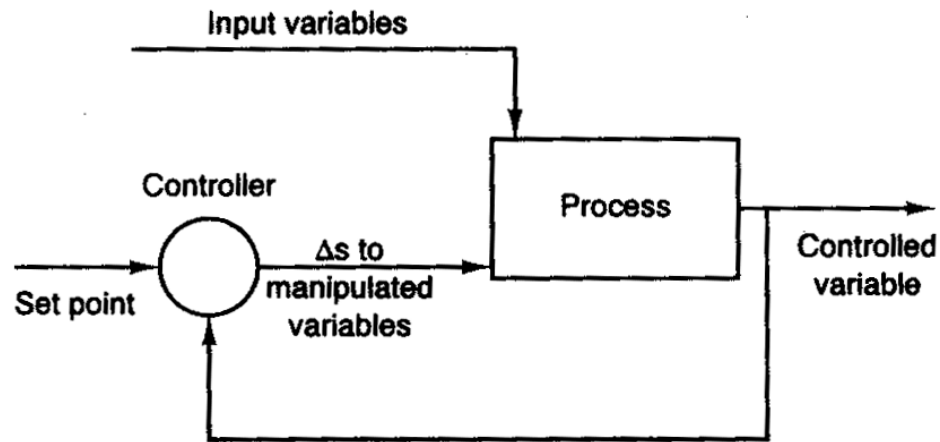 Input variables
Controller
Process
Δs to
manipulated
variables
Set point
Controlled
variable